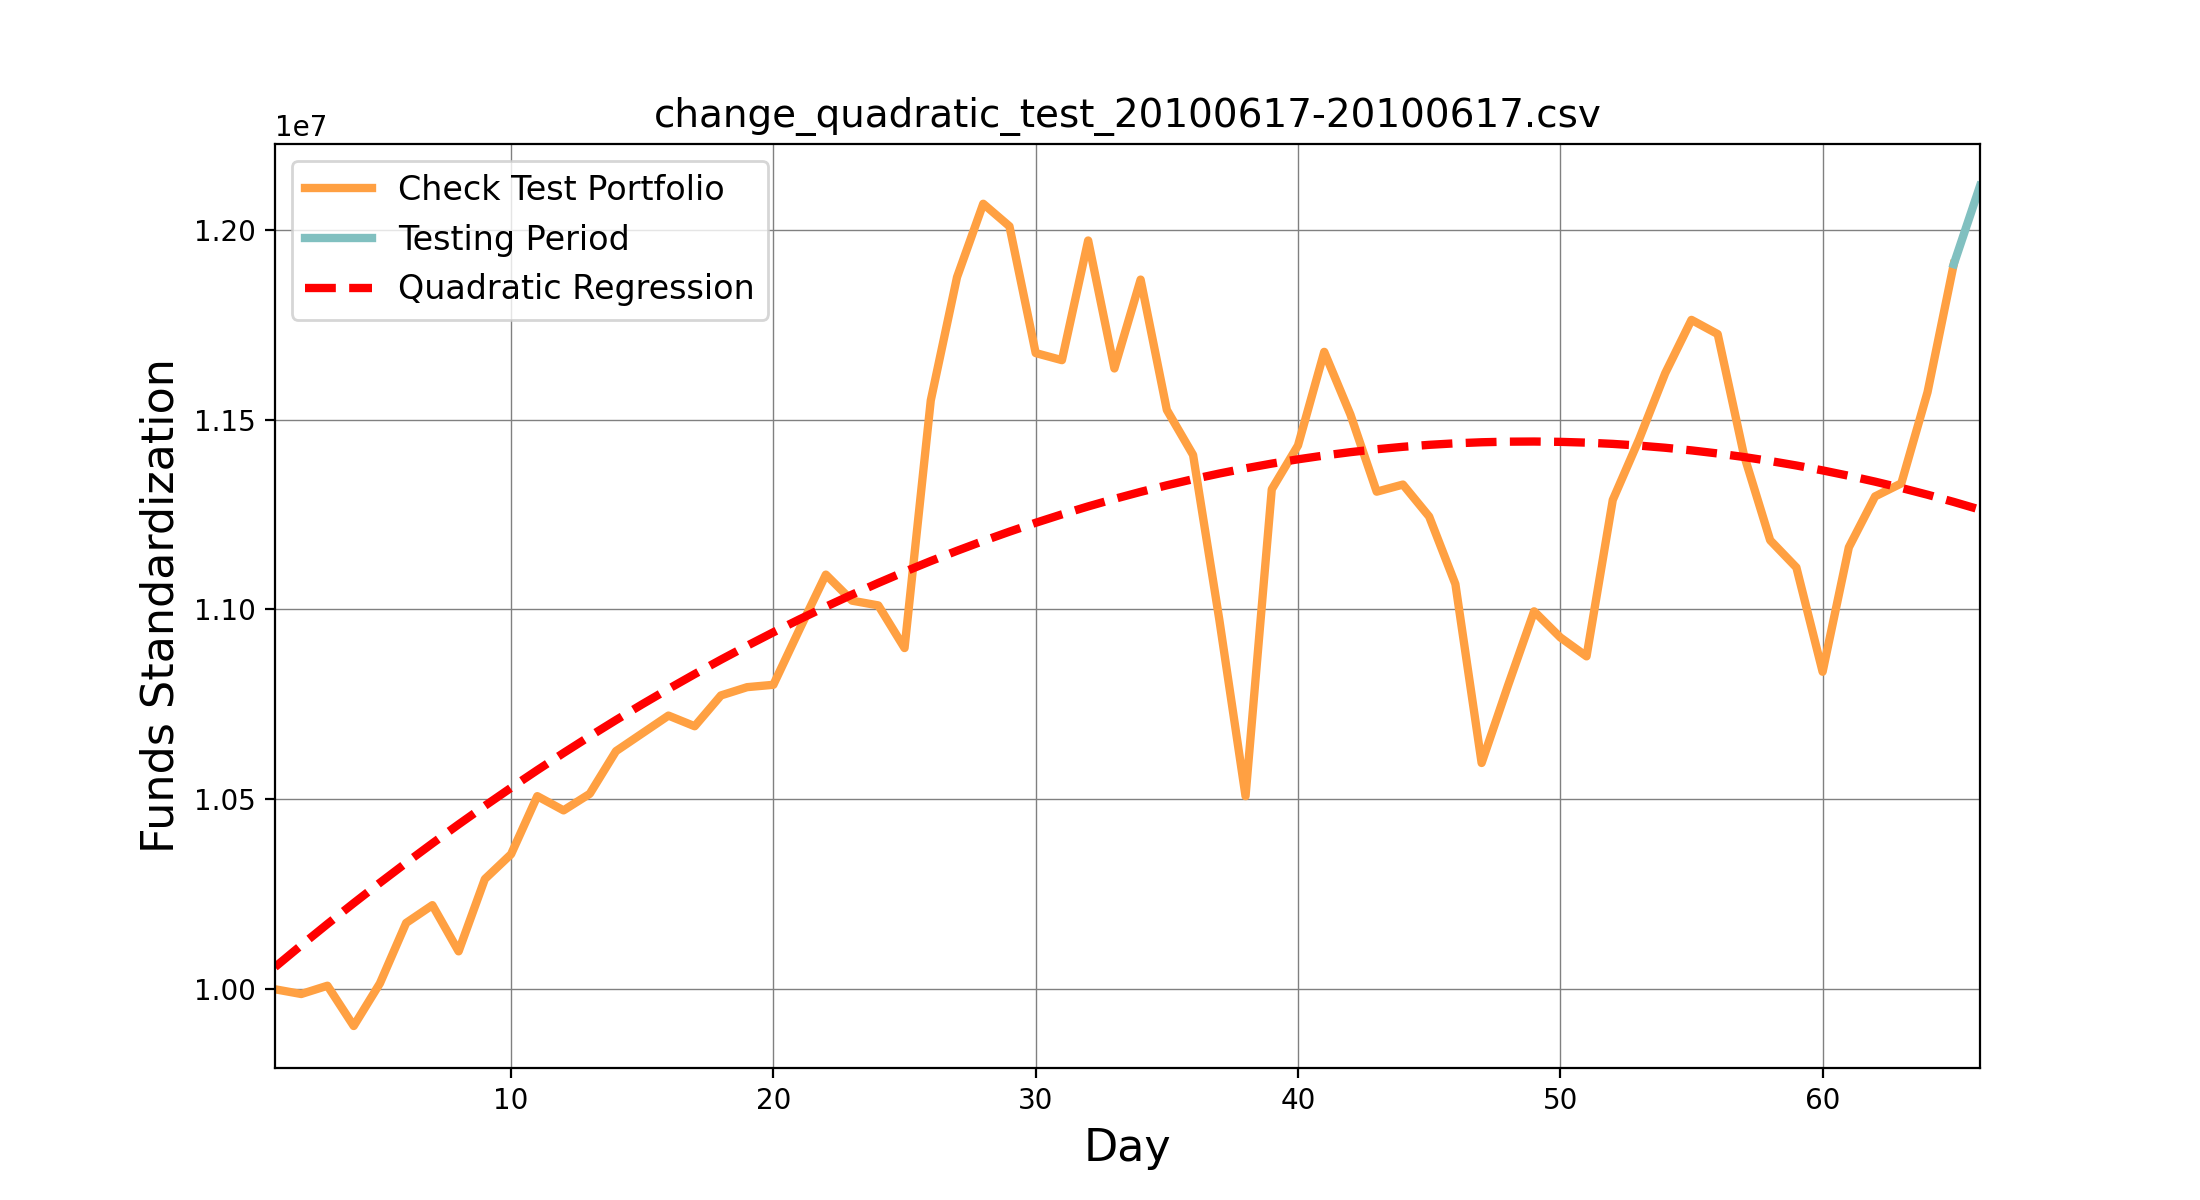 change_quadratic_test_20100617-20100617.csv
1e7
Check Test Portfolio
Testing Period
Quadratic Regression
Funds Standardization
1.20
1.15
1.10
1.05
1.00
10 20 30 40 50 60
Day